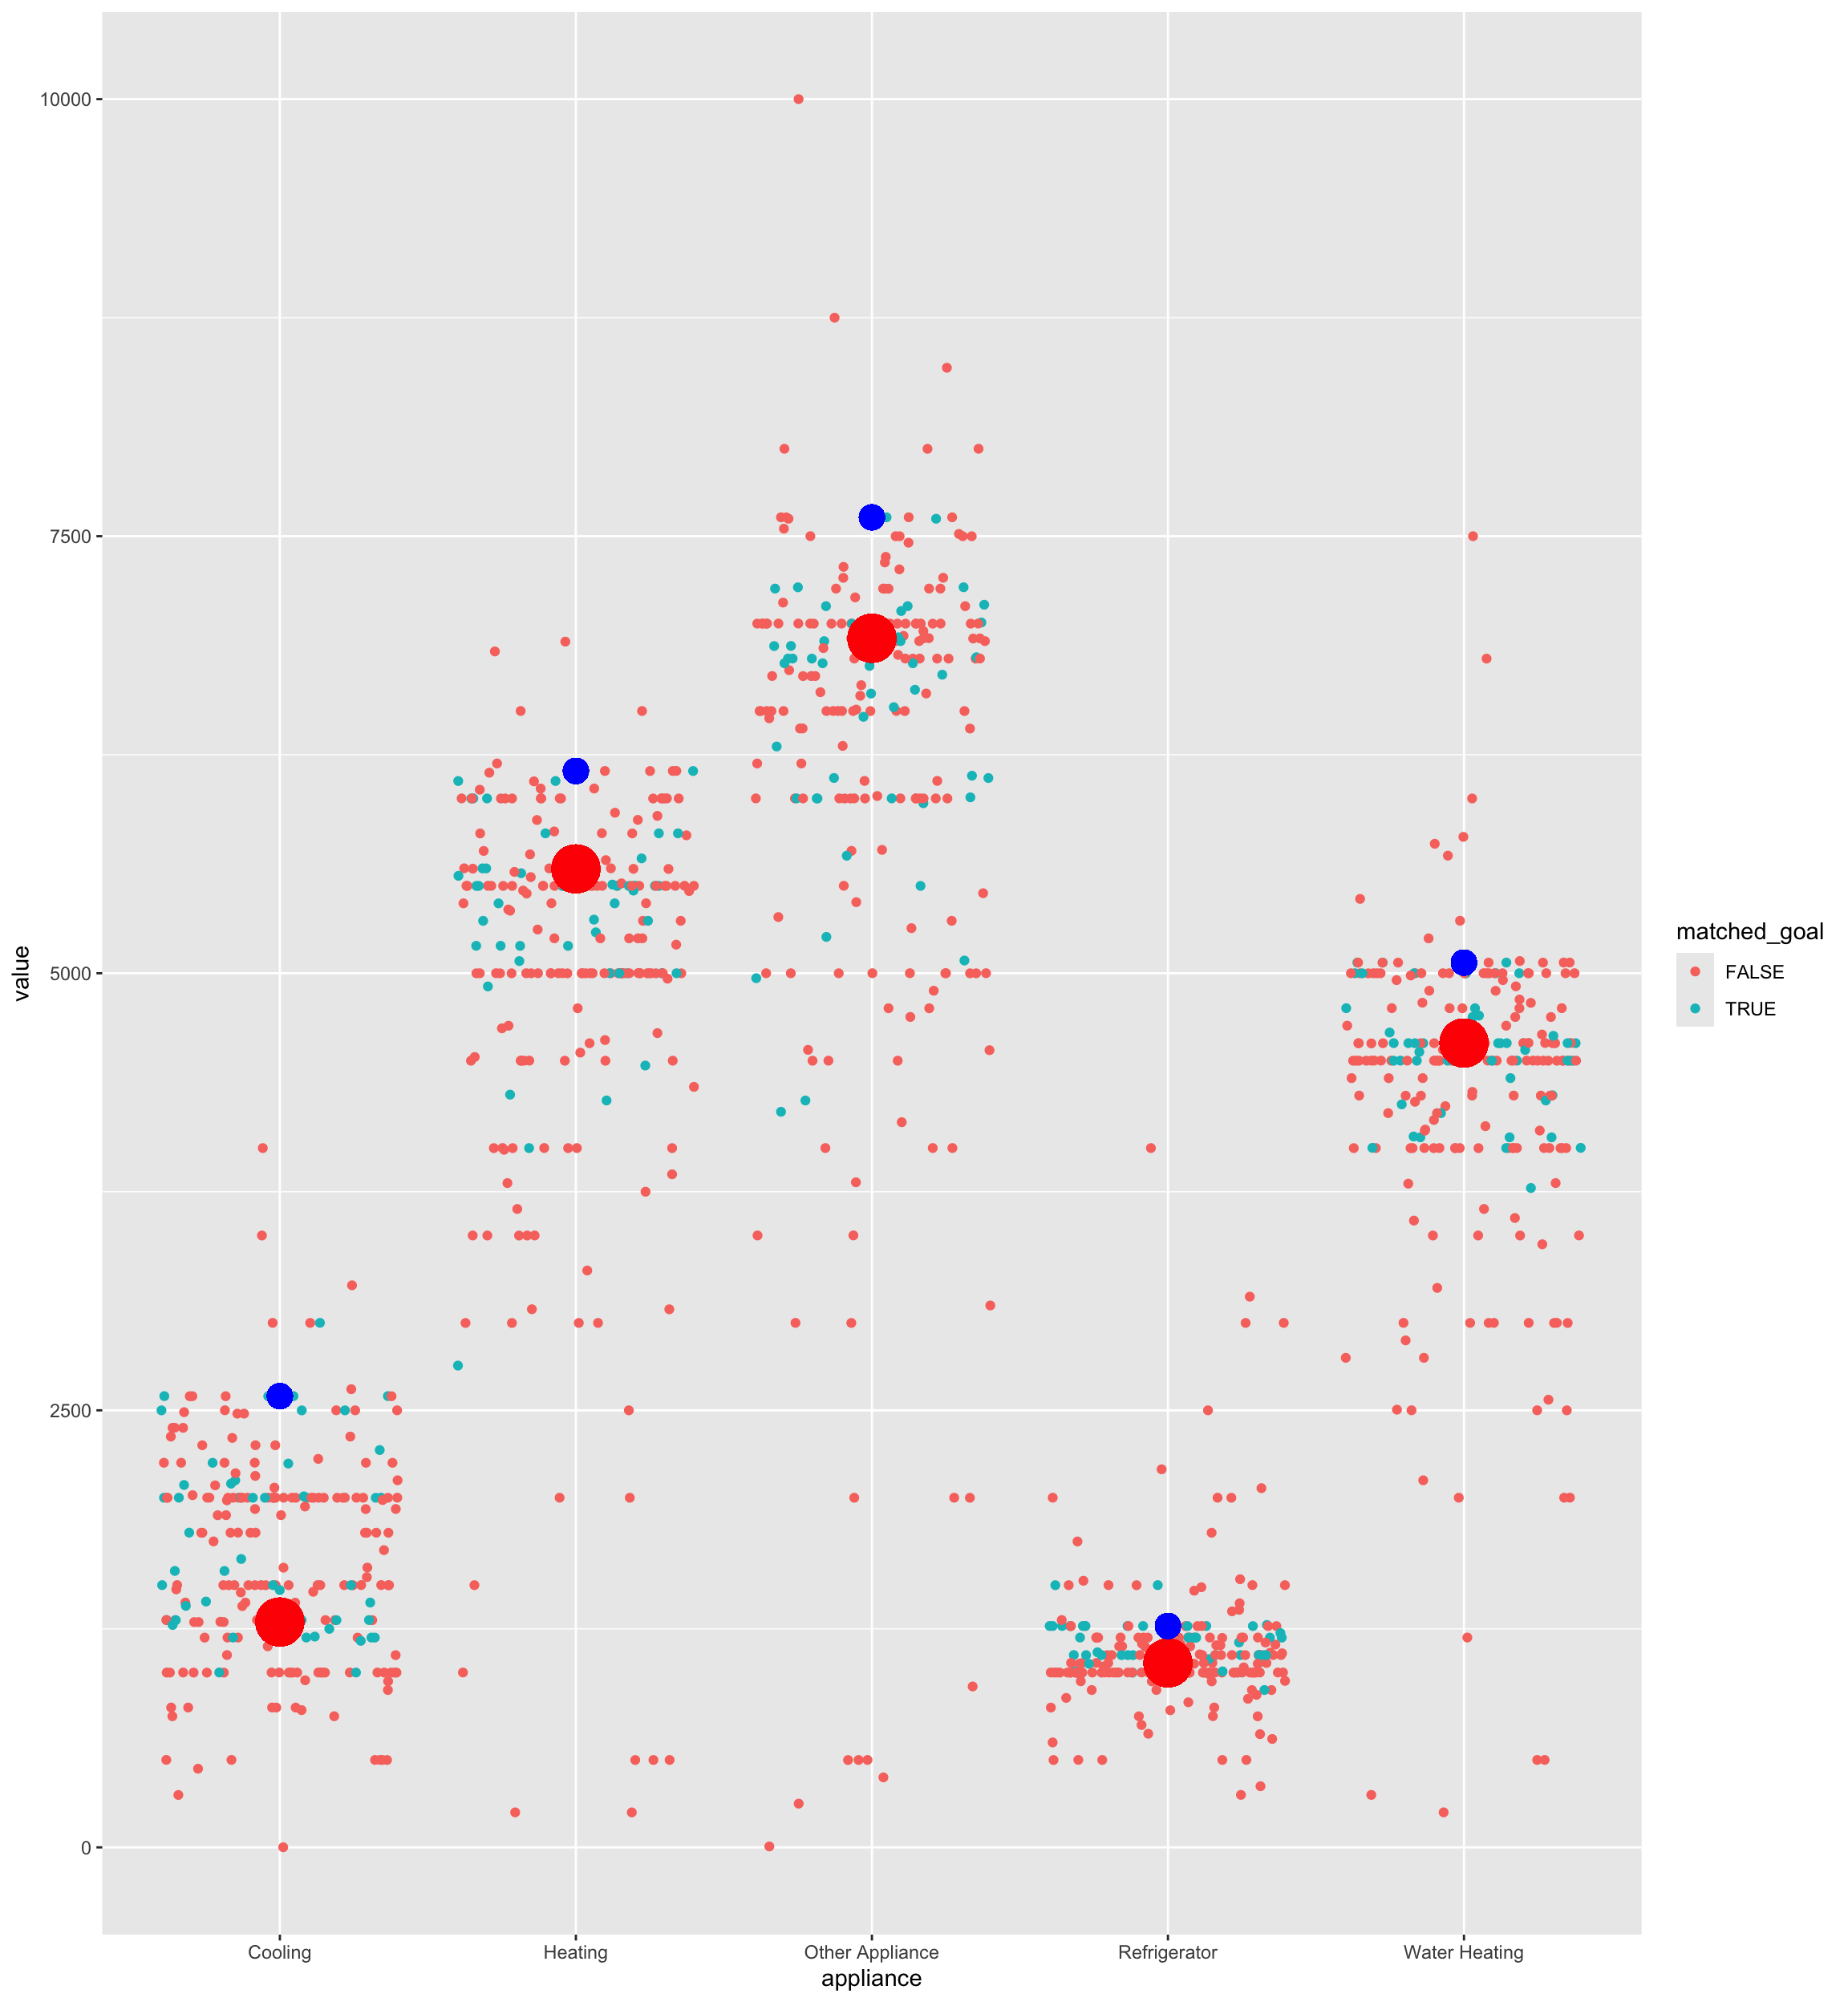 10000
7500
5000
2500
0
value
Cooling
Heating
Other Appliance
Refrigerator
Water Heating
appliance
matched_goal
FALSE
TRUE